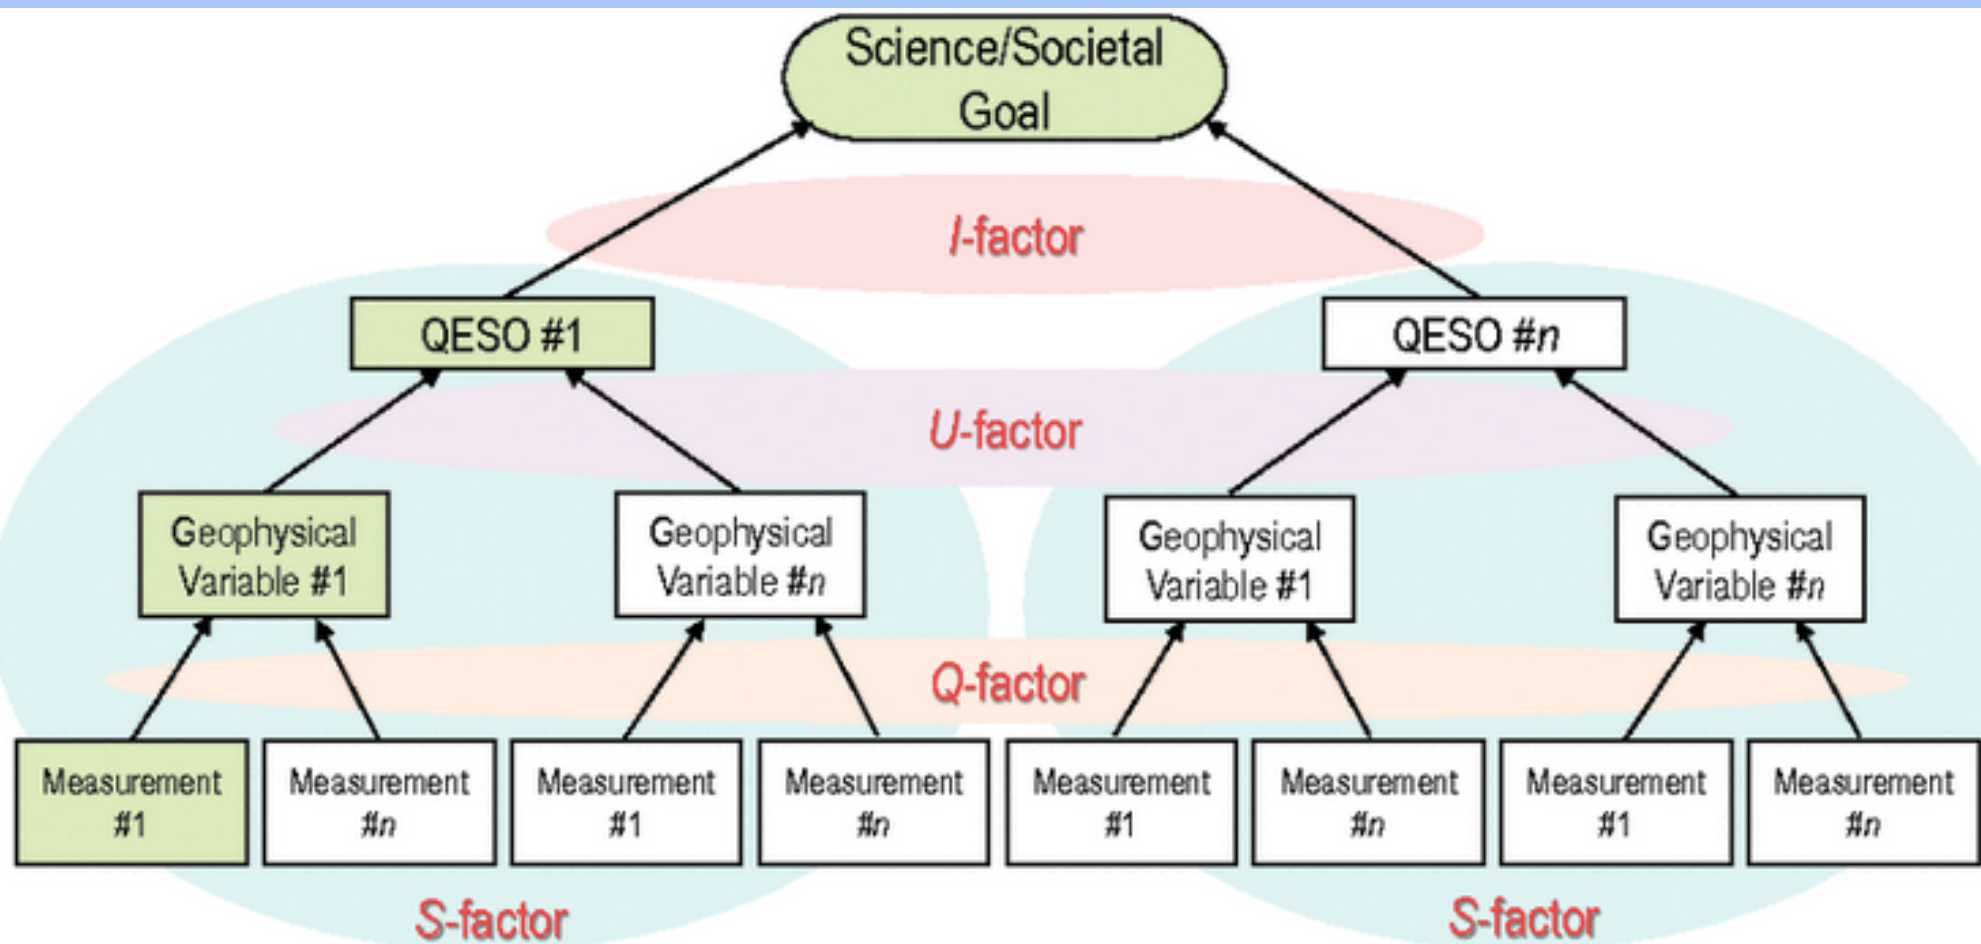 Science/Societal
Goal
I-factor
QESO #1
QESO #n
U-factor
Geophysical
Variable #1
Geophysical
Variable #n
Geophysical
Variable #1
Geophysical
Variable #n
Q-factor
Measurement
#1
Measurement
#n
Measurement
#1
Measurement
#n
Measurement
#1
Measurement
#n
Measurement
#1
Measurement
#n
S-factor
S-factor